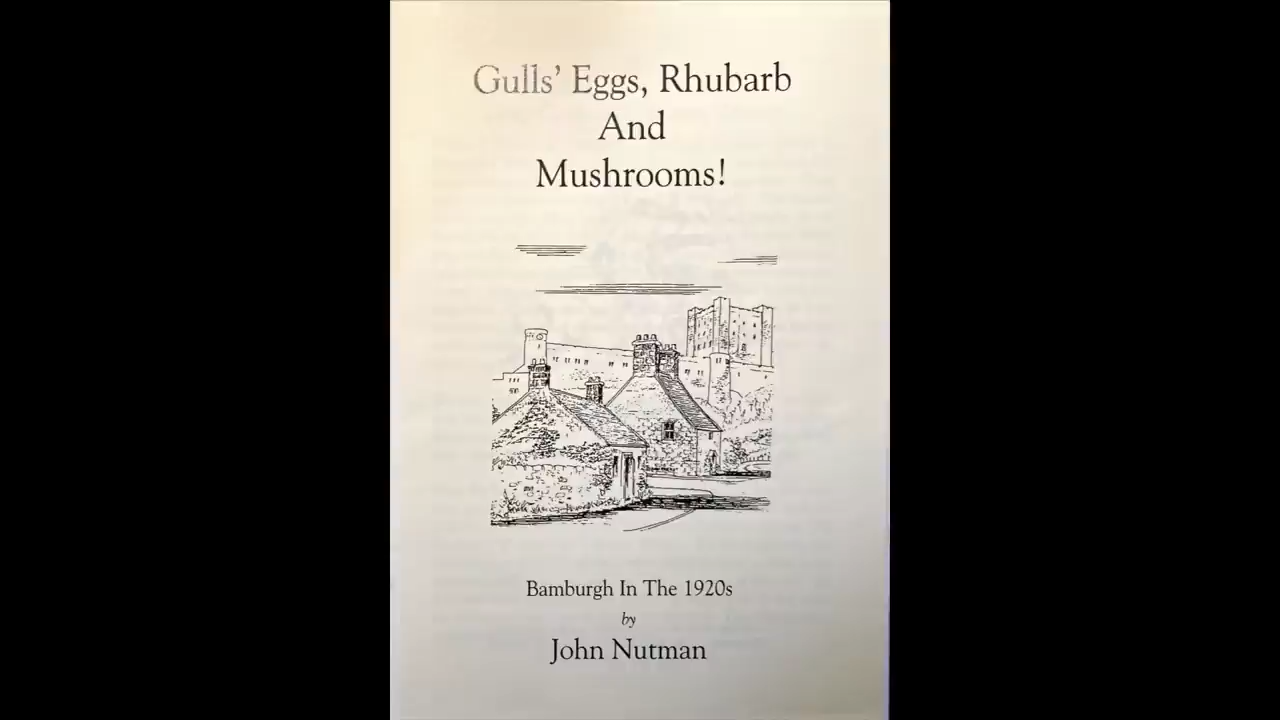 Gulls' Eggs, Rhubarb
And
Mushrooms!
Bamburgh In The 1920s
by
John Nutman